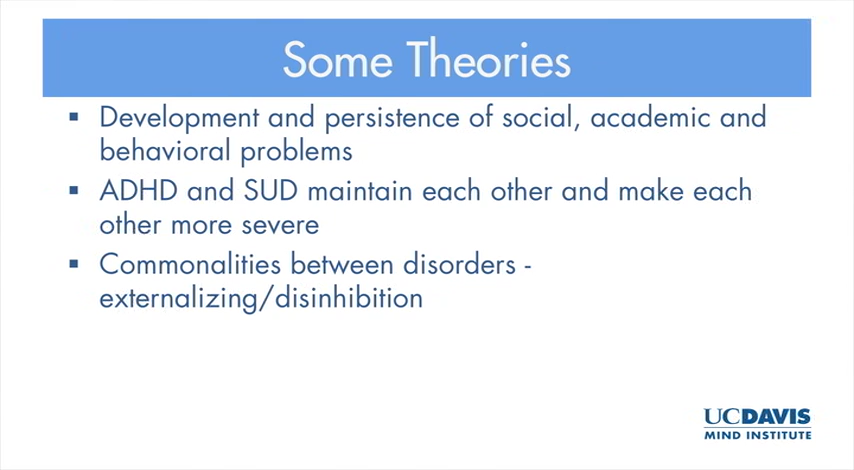 Some Theories
▪ Development and persistence of social, academic and
behavioral problems
▪ ADHD and SUD maintain each other and make each
other more severe
▪ Commonalities between disorders -
externalizing/disinhibition
UCDAVIS
MIND INSTITUTE